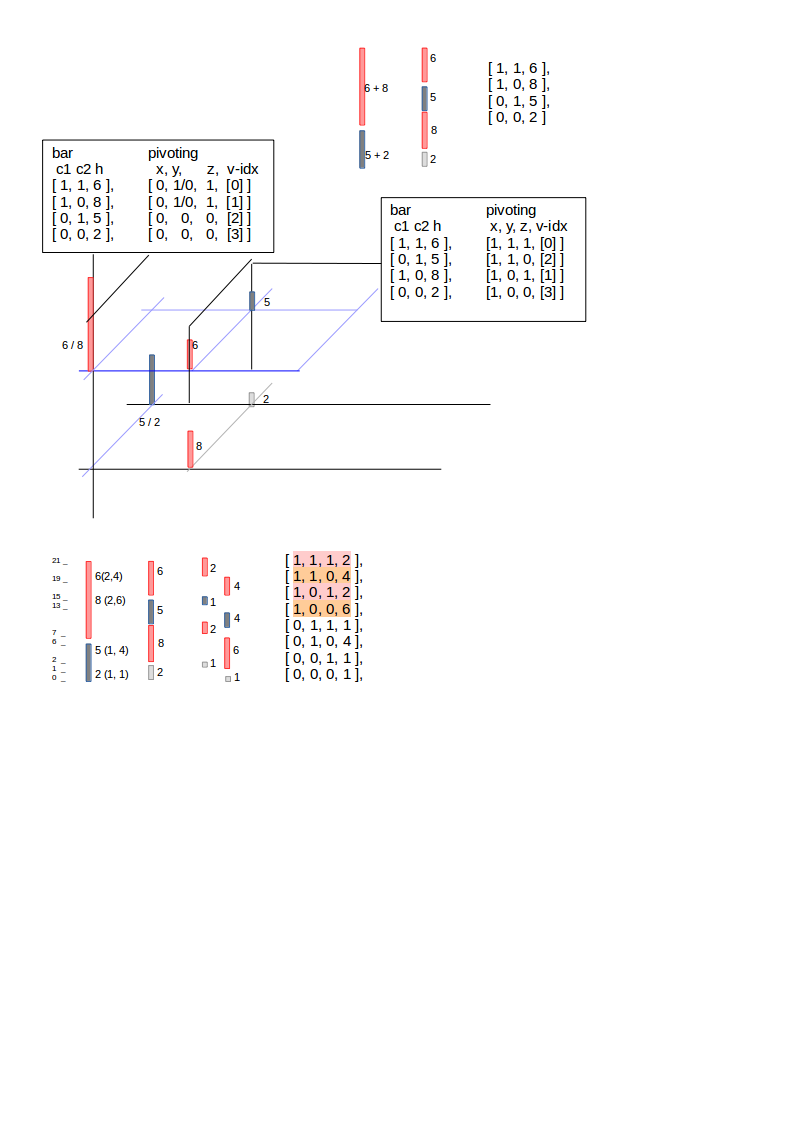 6
6 + 8
5
8
5 + 2
2
[ 1, 1, 6 ],
[ 1, 0, 8 ],
[ 0, 1, 5 ],
[ 0, 0, 2 ]
bar pivoting
c1 c2 h x, y, z, v-idx
[ 1, 1, 6 ], [ 0, 1/0, 1, [0] ]
[ 1, 0, 8 ], [ 0, 1/0, 1, [1] ]
[ 0, 1, 5 ], [ 0, 0, 0, [2] ]
[ 0, 0, 2 ], [ 0, 0, 0, [3] ]
bar pivoting
c1 c2 h x, y, z, v-idx
[ 1, 1, 6 ], [1, 1, 1, [0] ]
[ 0, 1, 5 ], [1, 1, 0, [2] ]
[ 1, 0, 8 ], [1, 0, 1, [1] ]
[ 0, 0, 2 ], [1, 0, 0, [3] ]
5
6 / 8
6
2
5 / 2
8
21 _
19 _
15 _
13 _
7 _
6 _
2 _
1 _
0 _
6(2,4)
8 (2,6)
5 (1, 4)
2 (1, 1)
6
5
8
2
2
4
1
4
2
6
1
1
[ 1, 1, 1, 2 ],
[ 1, 1, 0, 4 ],
[ 1, 0, 1, 2 ],
[ 1, 0, 0, 6 ],
[ 0, 1, 1, 1 ],
[ 0, 1, 0, 4 ],
[ 0, 0, 1, 1 ],
[ 0, 0, 0, 1 ],